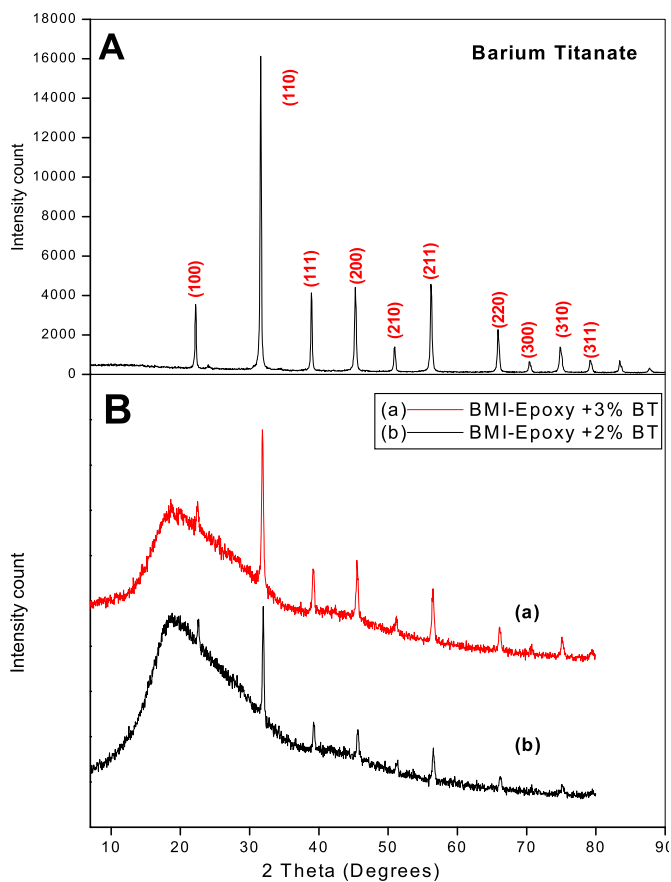 A
Barium Titanate
Intensity count
18000
16000
14000
12000
10000
8000
6000
4000
2000
0
(100)
(110)
(111)
(200)
(210)
(211)
(220)
(300)
(310)
(311)
B
(a) BMI-Epoxy +3% BT
(b) BMI-Epoxy +2% BT
Intensity count
(a)
(b)
10 20 30 40 50 60 70 80 90
2 Theta (Degrees)